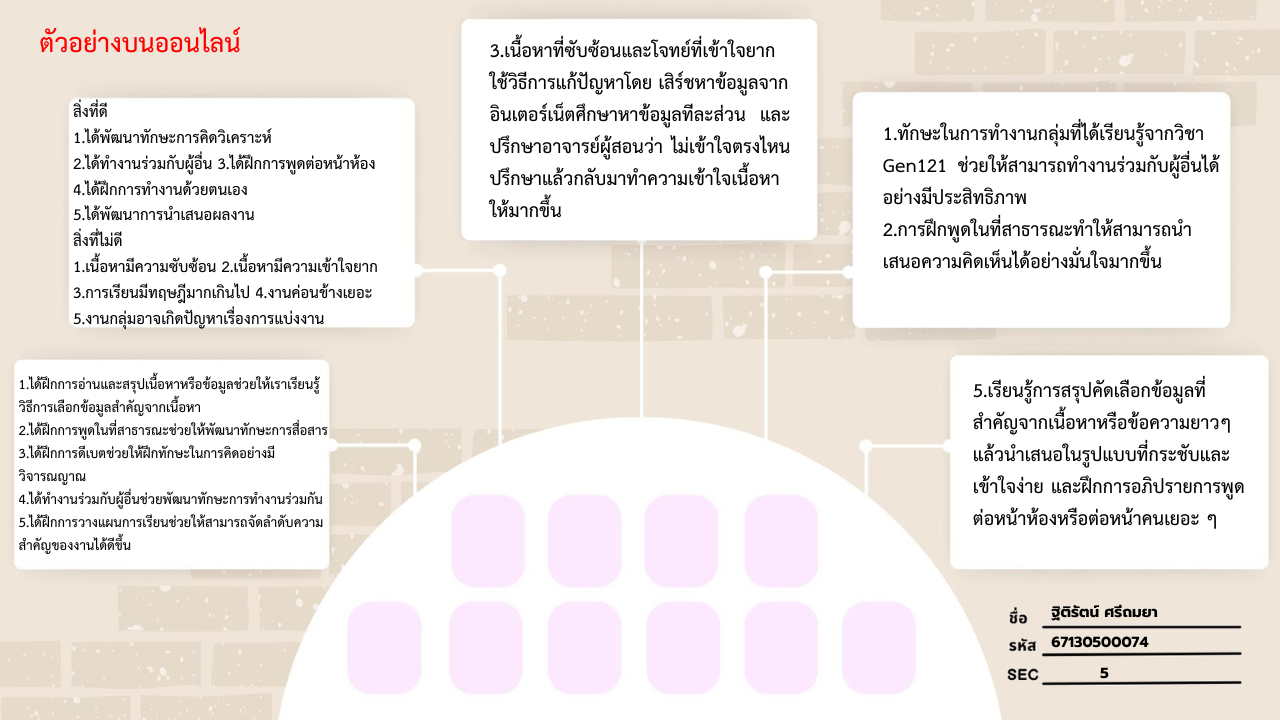 ตัวอย่างบนออนไลน์
สิ่งที่ดี
1.ได้พัฒนาทักษะการคิดวิเคราะห์
2.ได้ทำงานร่วมกับผู้อื่น 3.ได้ฝึกการพูดต่อหน้าห้อง
4.ได้ฝึกการทำงานด้วยตนเอง
5.ได้พัฒนาการนำเสนอผลงาน
สิ่งที่ไม่ดี
1.เนื้อหามีความซับซ้อน 2.เนื้อหามีความเข้าใจยาก
3.การเรียนมีทฤษฎีมากเกินไป 4.งานค่อนข้างเยอะ
5.งานกลุ่มอาจเกิดปัญหาเรื่องการแบ่งงาน
1.ได้ฝึกการอ่านและสรุปเนื้อหาหรือข้อมูลช่วยให้เราเรียนรู้
วิธีการเลือกข้อมูลสำคัญจากเนื้อหา
2.ได้ฝึกการพูดในที่สาธารณะช่วยให้พัฒนาทักษะการสื่อสาร
3.ได้ฝึกการดีเบตช่วยให้ฝึกทักษะในการคิดอย่างมี
วิจารณญาณ
4.ได้ทำงานร่วมกับผู้อื่นช่วยพัฒนาทักษะการทำงานร่วมกัน
5.ได้ฝึกการวางแผนการเรียนช่วยให้สามารถจัดลำดับความ
สำคัญของงานได้ดีขึ้น
3.เนื้อหาที่ซับซ้อนและโจทย์ที่เข้าใจยาก
ใช้วิธีการแก้ปัญหาโดย เสิร์ชหาข้อมูลจาก
อินเตอร์เน็ตศึกษาหาข้อมูลทีละส่วน และ
ปรึกษาอาจารย์ผู้สอนว่า ไม่เข้าใจตรงไหน
ปรึกษาแล้วกลับมาทำความเข้าใจเนื้อหา
ให้มากขึ้น
1.ทักษะในการทำงานกลุ่มที่ได้เรียนรู้จากวิชา
Gen121 ช่วยให้สามารถทำงานร่วมกับผู้อื่นได้
อย่างมีประสิทธิภาพ
2.การฝึกพูดในที่สาธารณะทำให้สามารถนำ
เสนอความคิดเห็นได้อย่างมั่นใจมากขึ้น
5.เรียนรู้การสรุปคัดเลือกข้อมูลที่
สำคัญจากเนื้อหาหรือข้อความยาวๆ
แล้วนำเสนอในรูปแบบที่กระชับและ
เข้าใจง่าย และฝึกการอภิปรายการพูด
ต่อหน้าห้องหรือต่อหน้าคนเยอะ ๆ
ชื่อ ฐิติรัตน์ ศรีถมยา
รหัส 67130500074
SEC 5